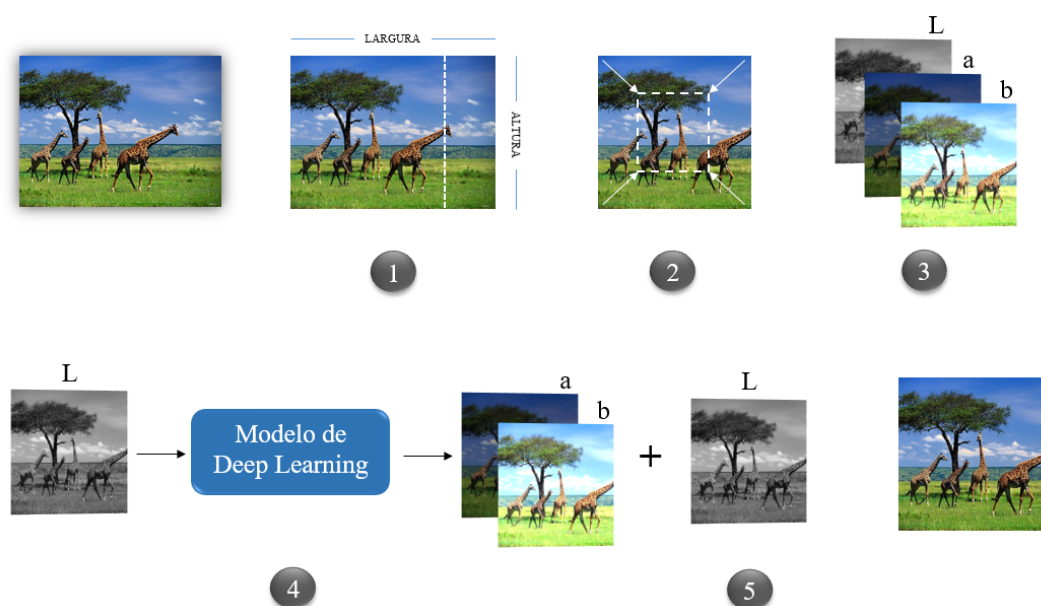 LARGURA
ALTURA
L
a
b
1
2
3
L
Modelo de
Deep Learning
a
b
+
L
4
5